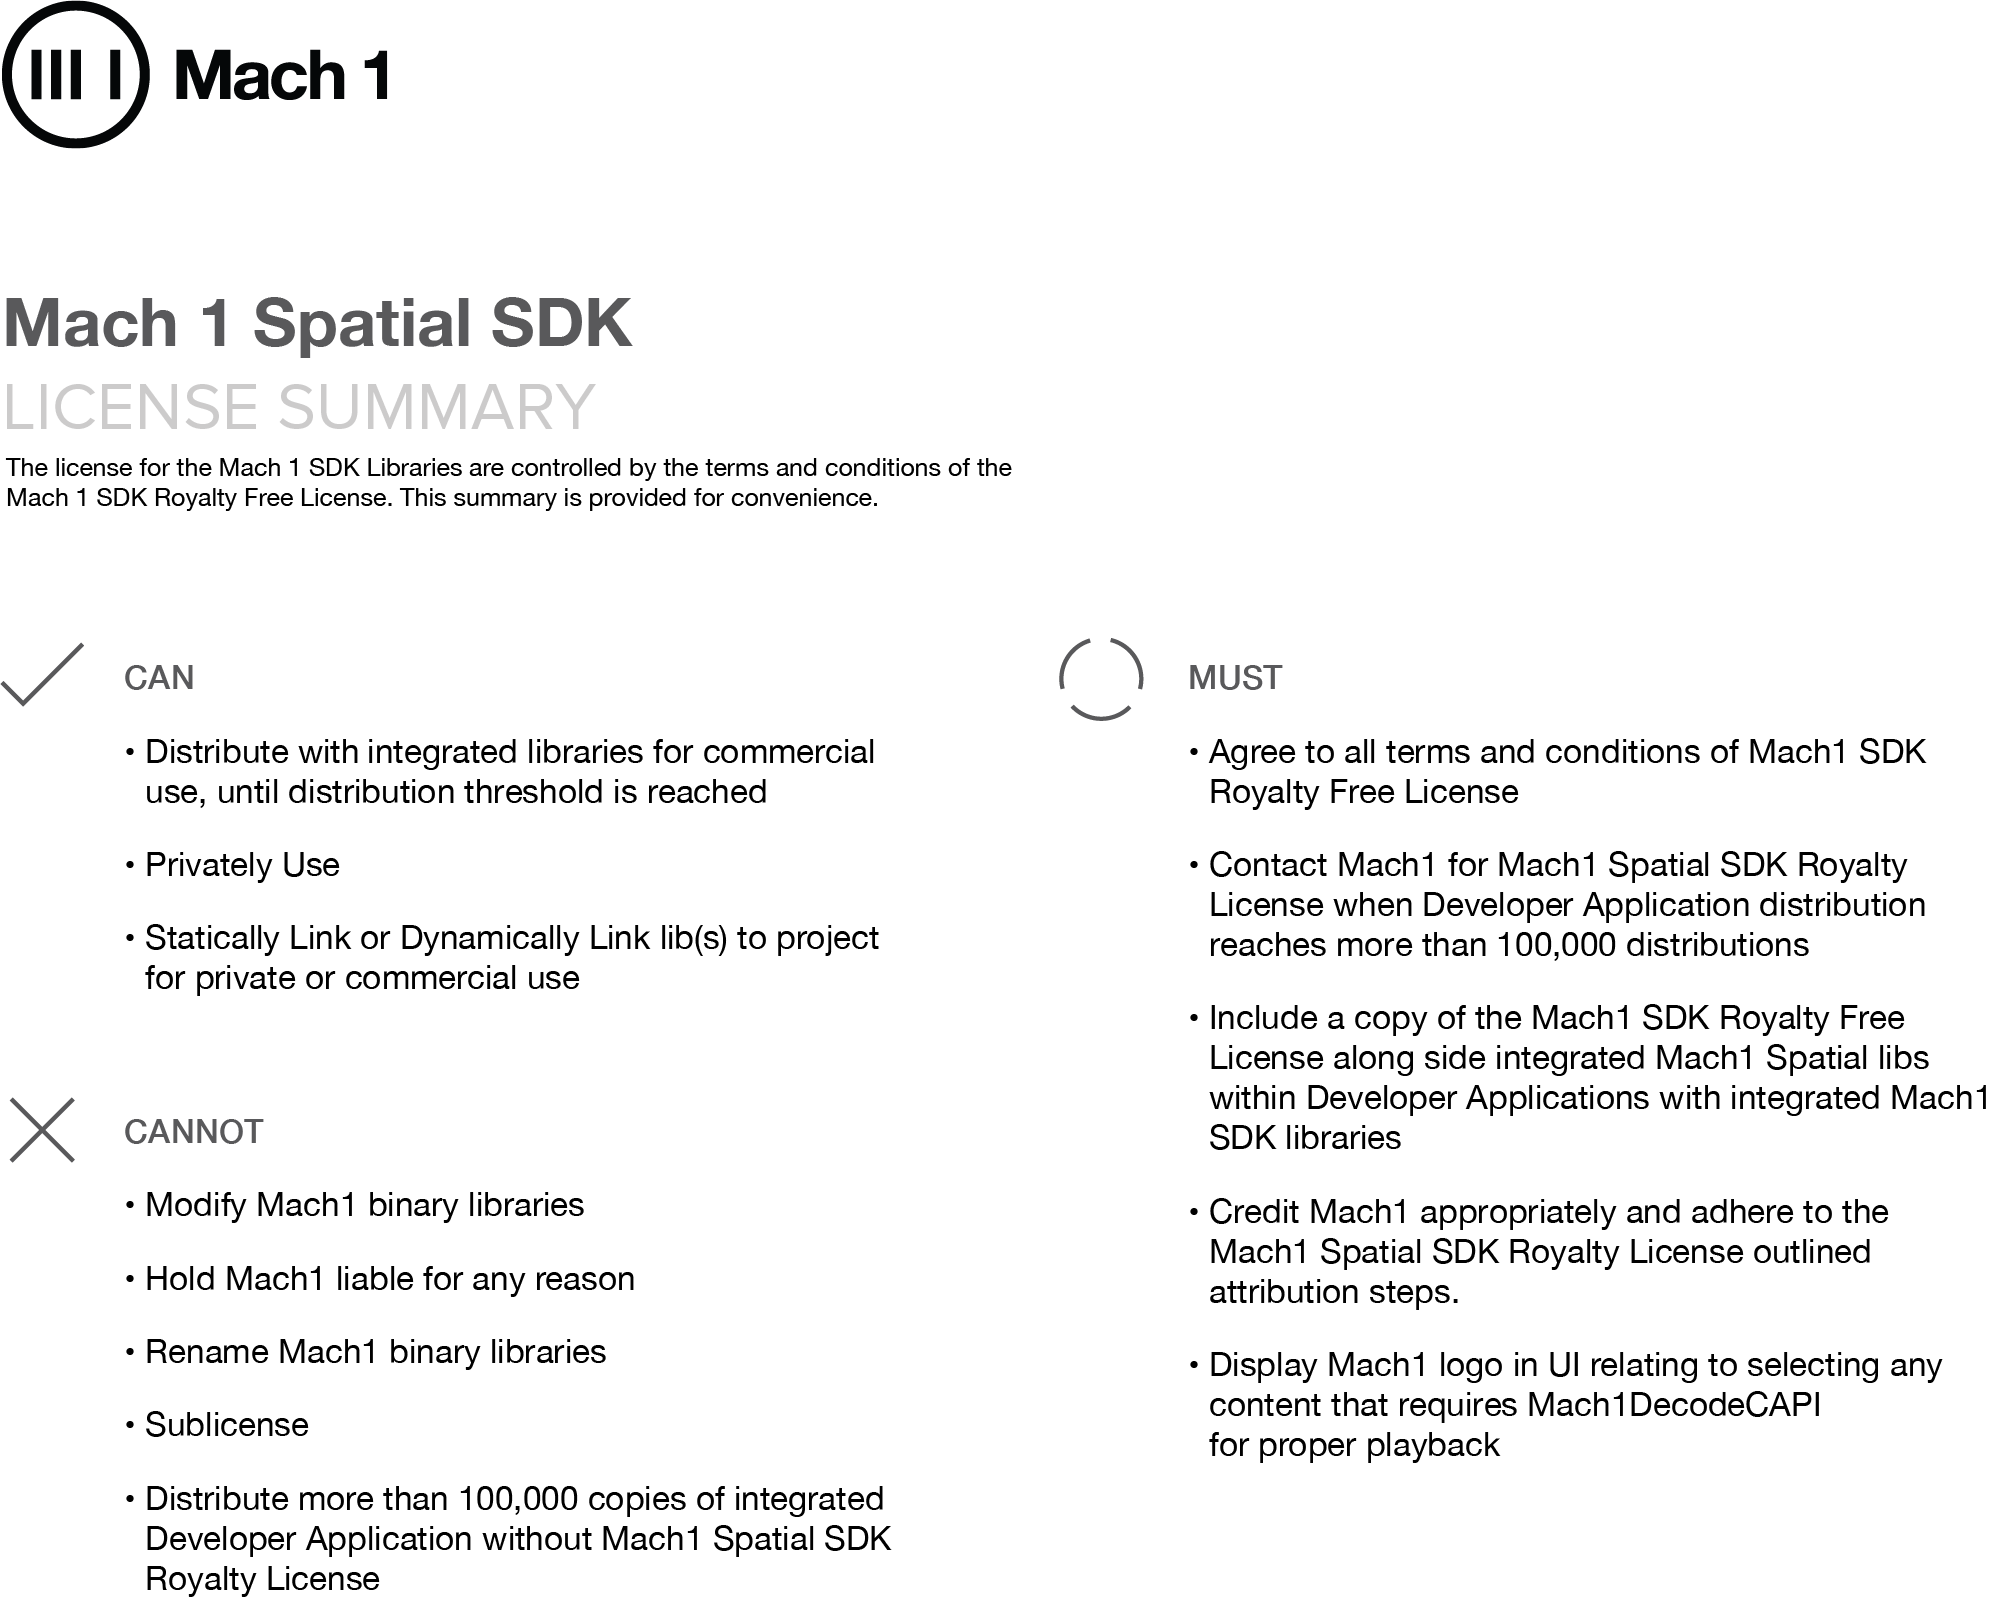 Mach 1
Mach 1 Spatial SDK
LICENSE SUMMARY
The license for the Mach 1 SDK Libraries are controlled by the terms and conditions of the
Mach 1 SDK Royalty Free License. This summary is provided for convenience.
CAN
• Distribute with integrated libraries for commercial
use, until distribution threshold is reached
• Privately Use
• Statically Link or Dynamically Link lib(s) to project
for private or commercial use
CANNOT
• Modify Mach1 binary libraries
• Hold Mach1 liable for any reason
• Rename Mach1 binary libraries
• Sublicense
• Distribute more than 100,000 copies of integrated
Developer Application without Mach1 Spatial SDK
Royalty License
MUST
• Agree to all terms and conditions of Mach1 SDK
Royalty Free License
• Contact Mach1 for Mach1 Spatial SDK Royalty
License when Developer Application distribution
reaches more than 100,000 distributions
• Include a copy of the Mach1 SDK Royalty Free
License along side integrated Mach1 Spatial libs
within Developer Applications with integrated Mach1
SDK libraries
• Credit Mach1 appropriately and adhere to the
Mach1 Spatial SDK Royalty License outlined
attribution steps.
• Display Mach1 logo in UI relating to selecting any
content that requires Mach1DecodeCAPI
for proper playback